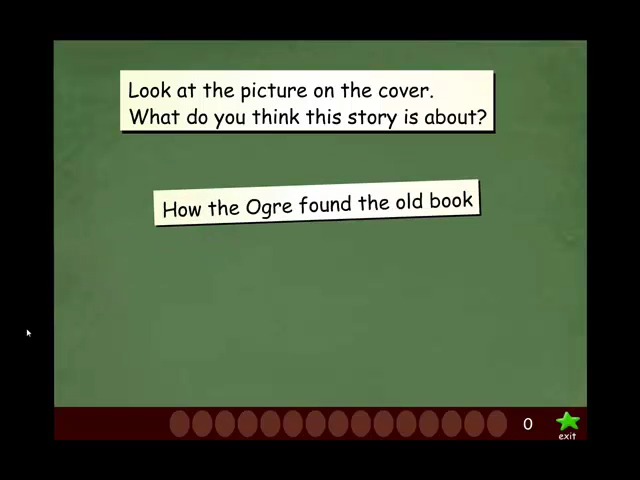 Look at the picture on the cover.
What do you think this story is about?
How the Ogre found the old book
0
exit